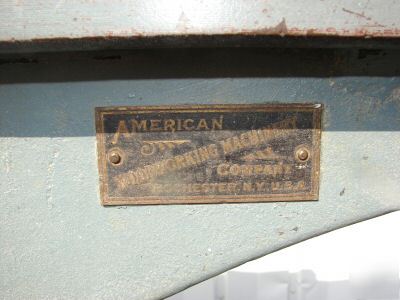 AMERICAN
WOODWORKING MACHINERY
COMPANY
ROCHESTER, N.Y. U.S.A.